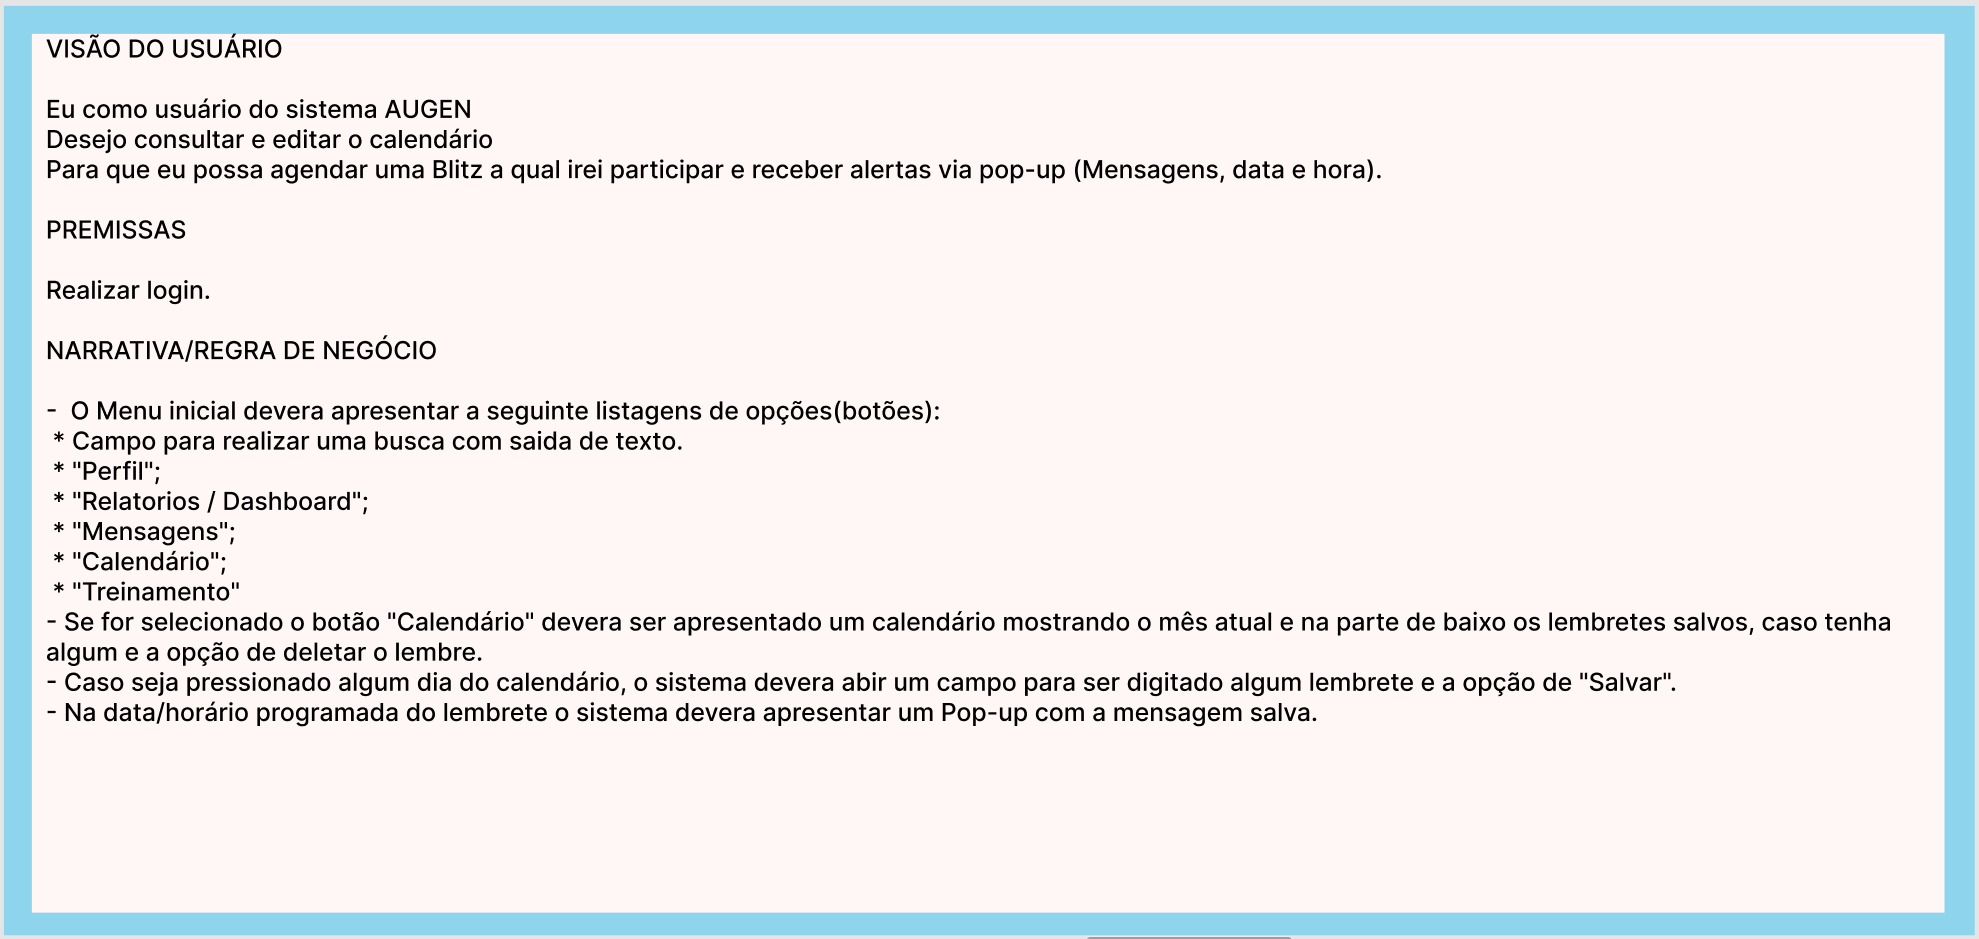 VISÃO DO USUÁRIO
Eu como usuário do sistema AUGEN
Desejo consultar e editar o calendário
Para que eu possa agendar uma Blitz a qual irei participar e receber alertas via pop-up (Mensagens, data e hora).
PREMISSAS
Realizar login.
NARRATIVA/REGRA DE NEGÓCIO
-  O Menu inicial devera apresentar a seguinte listagens de opções(botões):
* Campo para realizar uma busca com saida de texto.
* "Perfil";
* "Relatorios / Dashboard";
* "Mensagens";
* "Calendário";
* "Treinamento"
- Se for selecionado o botão "Calendário" devera ser apresentado um calendário mostrando o mês atual e na parte de baixo os lembretes salvos, caso tenha
algum e a opção de deletar o lembre.
- Caso seja pressionado algum dia do calendário, o sistema devera abir um campo para ser digitado algum lembrete e a opção de "Salvar".
- Na data/horário programada do lembrete o sistema devera apresentar um Pop-up com a mensagem salva.